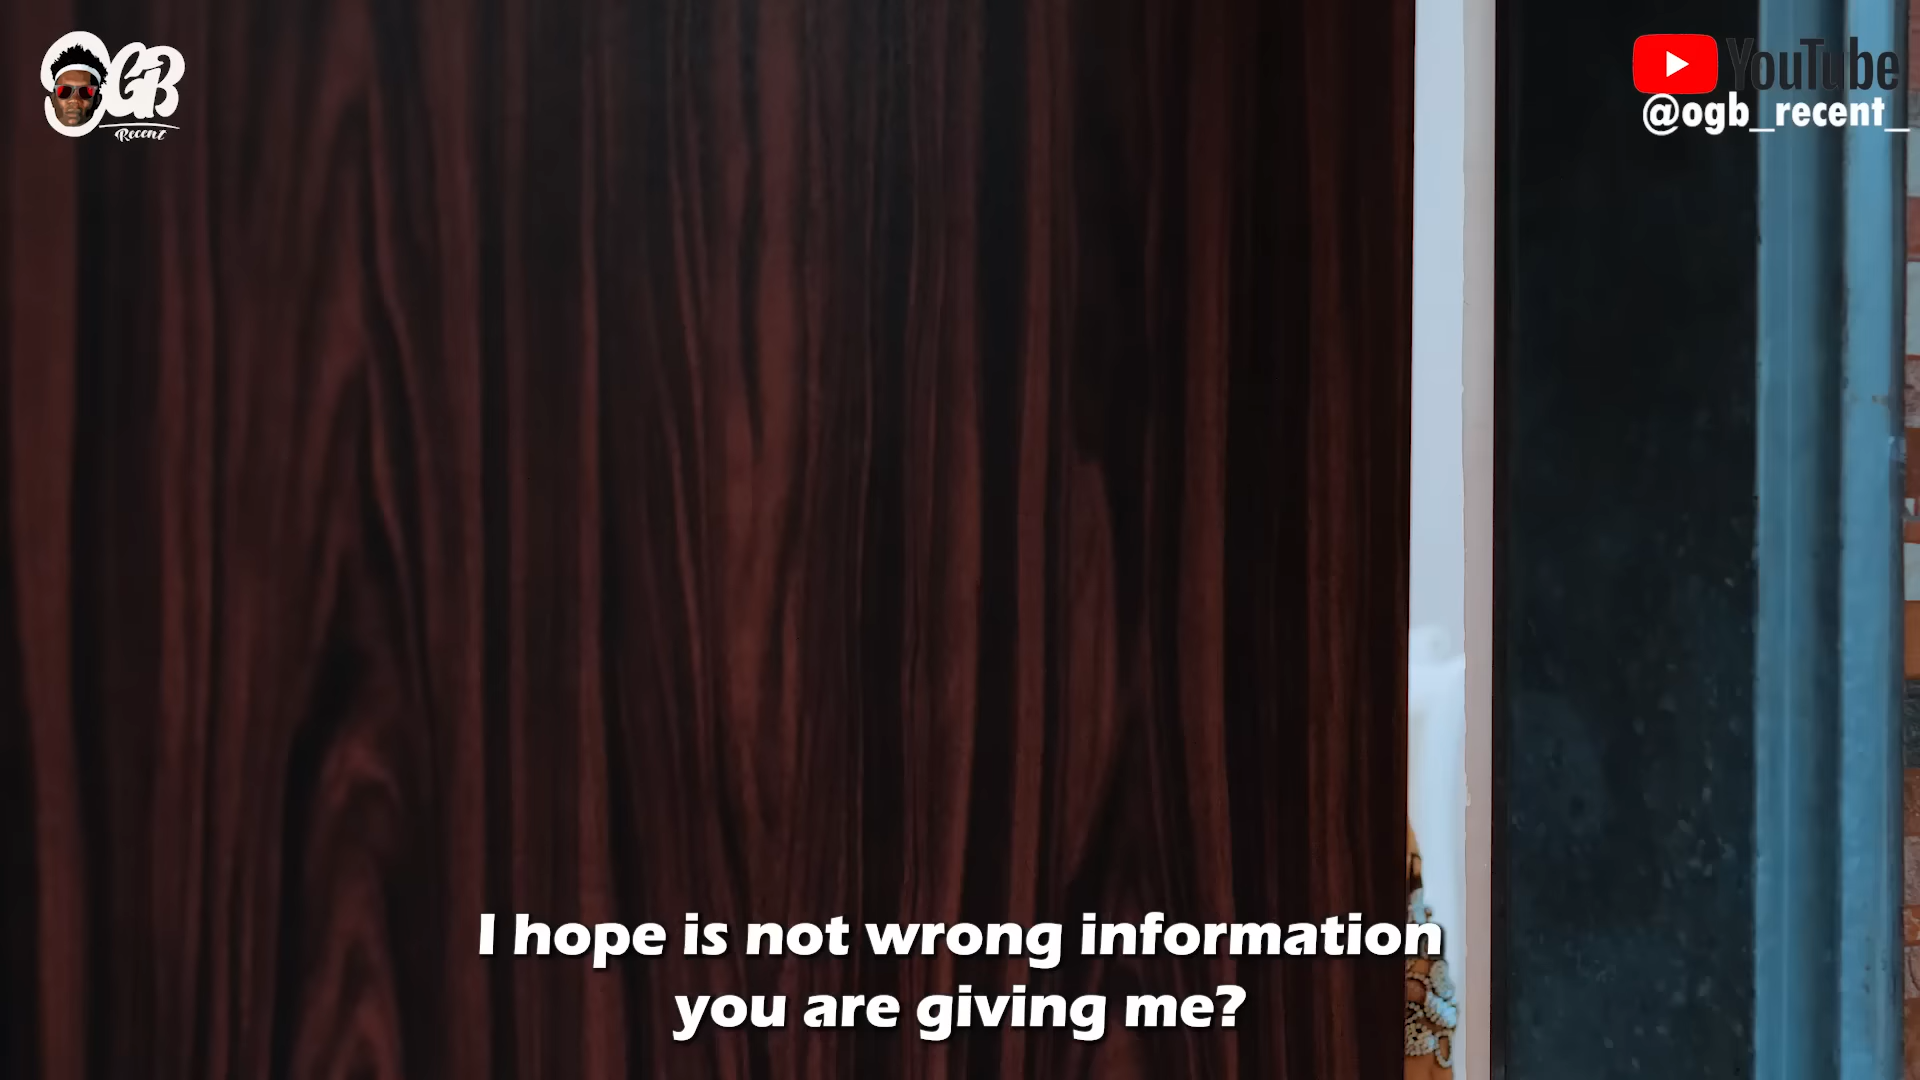 OGB
Recent
YouTube
@ogb_recent_
I hope is not wrong information
you are giving me?